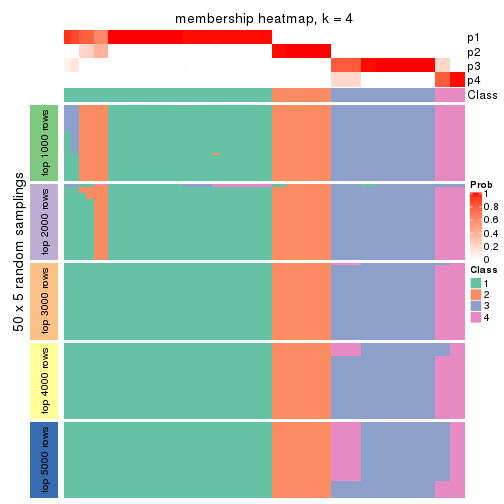 membership heatmap, k = 4
p1
p2
p3
p4
Class
50 x 5 random samplings
top 1000 rows
top 2000 rows
top 3000 rows
top 4000 rows
top 5000 rows
Prob
1
0.8
0.6
0.4
0.2
0
Class
1
2
3
4